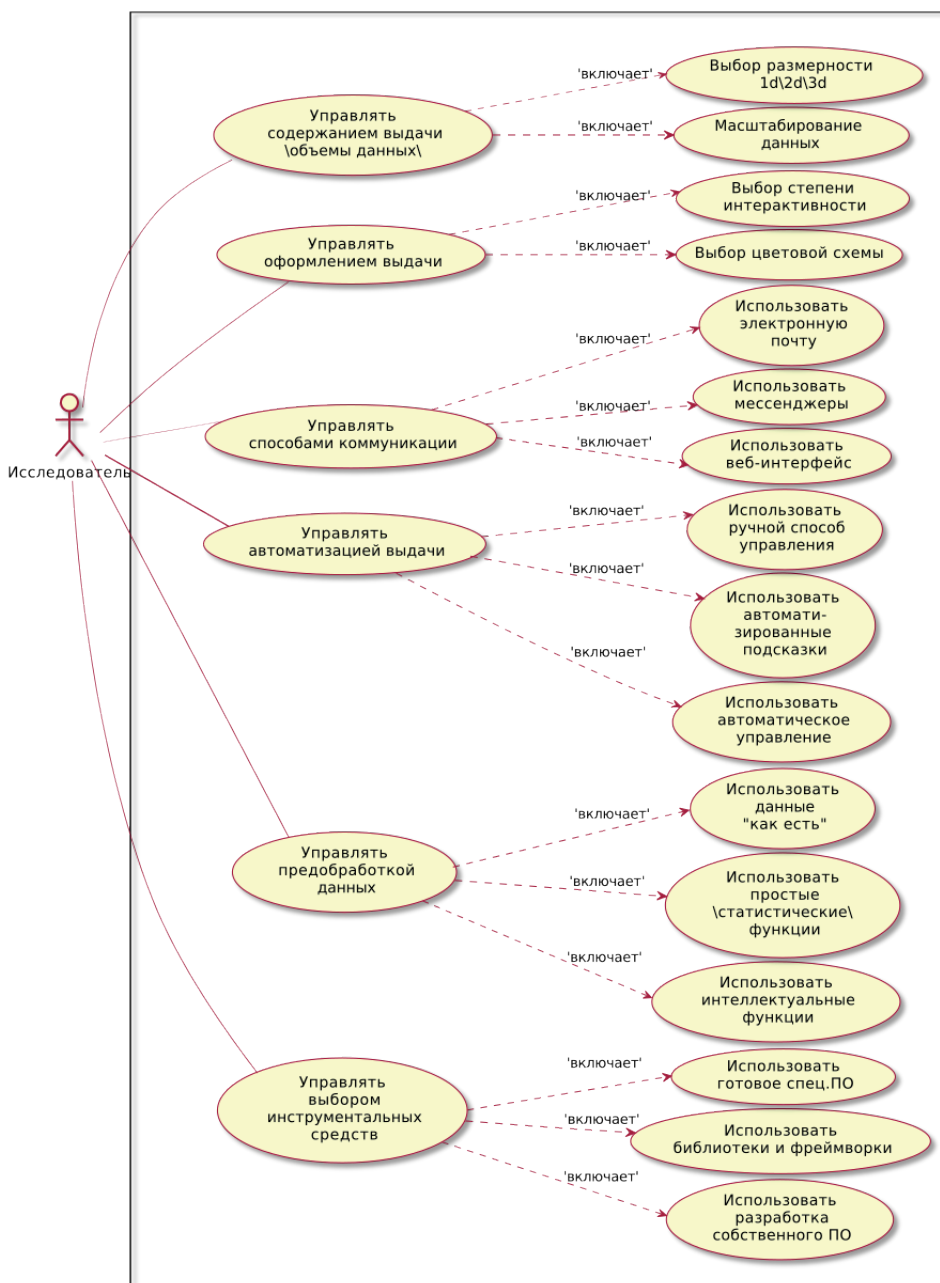 Исследователь
Управлять
содержанием выдачи
\объемы данных\
'включает'
Выбор размерности
1d\2d\3d
'включает'
Масштабирование
данных
Управлять
оформлением выдачи
'включает'
Выбор степени
интерактивности
'включает'
Выбор цветовой схемы
Управлять
способами коммуникации
'включает'
Использовать
электронную
почту
'включает'
Использовать
мессенджеры
'включает'
Использовать
веб-интерфейс
Управлять
автоматизацией выдачи
'включает'
Использовать
ручной способ
управления
'включает'
Использовать
автомати-
зированные
подсказки
'включает'
Использовать
автоматическое
управление
Управлять
предобработкой
данных
'включает'
Использовать
данные
"как есть"
'включает'
Использовать
простые
\статистические\
функции
'включает'
Использовать
интеллектуальные
функции
Управлять
выбором
инструментальных
средств
'включает'
Использовать
готовое спец.ПО
'включает'
Использовать
библиотеки и фреймворки
'включает'
Использовать
разработка
собственного ПО